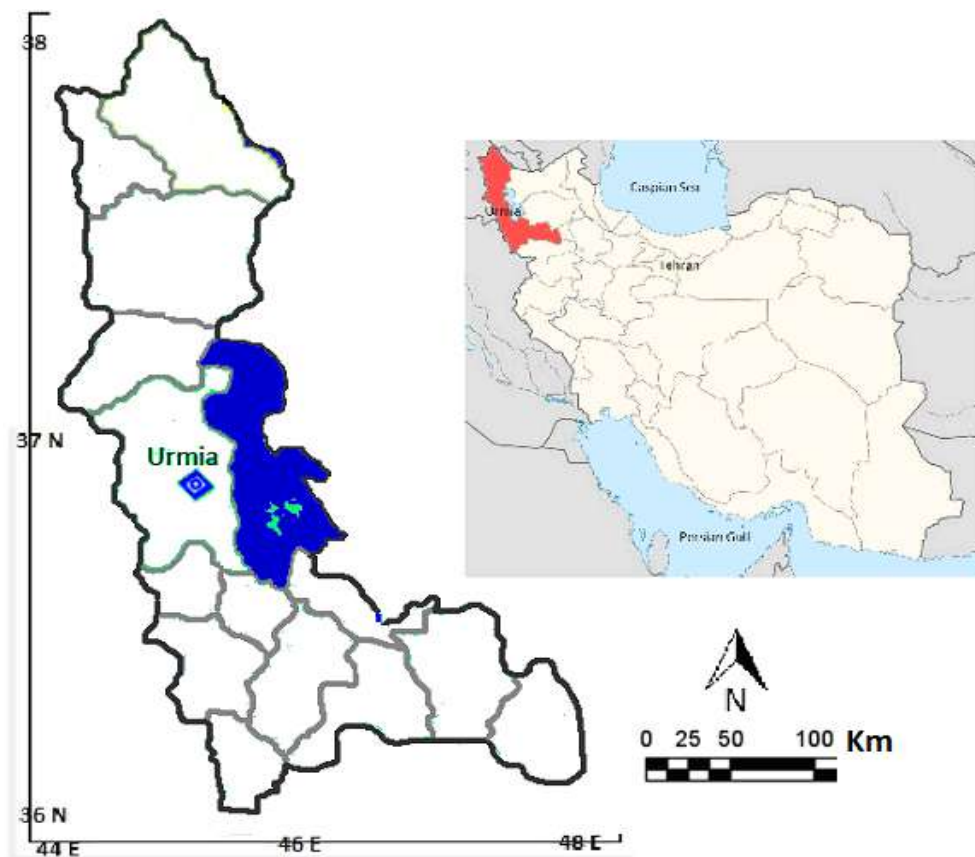 38
37 N
Urmia
36 N
44 E
46 E
48 E
Caspian Sea
Urmia
Tehran
Persian Gulf
N
0 25 50 100 Km